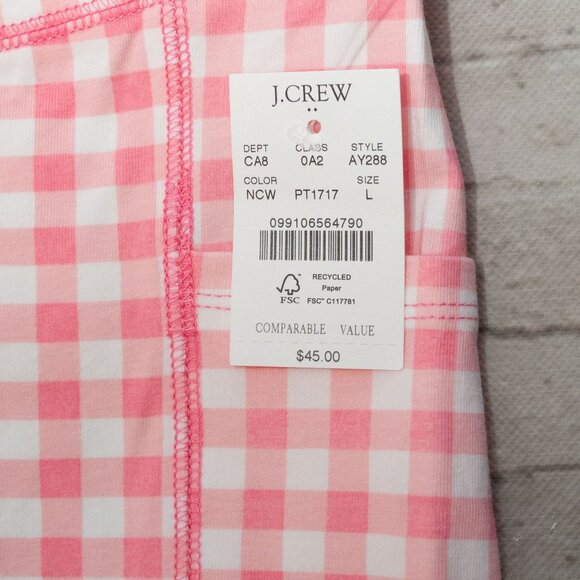 J.CREW
DEPT CLASS STYLE
CA8 0A2 AY288
COLOR SIZE
NCW PT1717 L
099106564790
FSC
RECYCLED
Paper
FSC™ C117781
COMPARABLE VALUE
$45.00